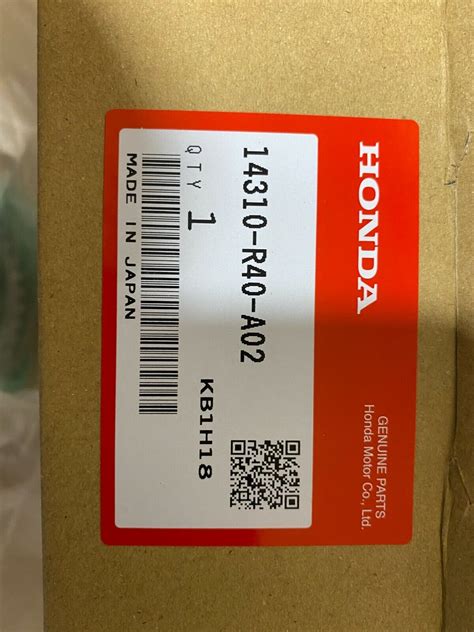 HONDA
GENUINE PARTS
Honda Motor Co., Ltd.
14310-R40-A02
QTY 1
KB1H18
MADE IN JAPAN